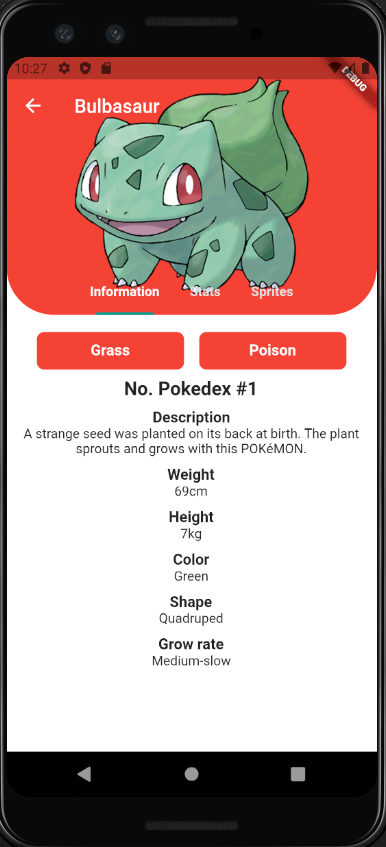 10:27
DEBUG
Bulbasaur
Information Stats Sprites
Grass Poison
No. Pokedex #1
Description
A strange seed was planted on its back at birth. The plant
sprouts and grows with this POKéMON.
Weight
69cm
Height
7kg
Color
Green
Shape
Quadruped
Grow rate
Medium-slow